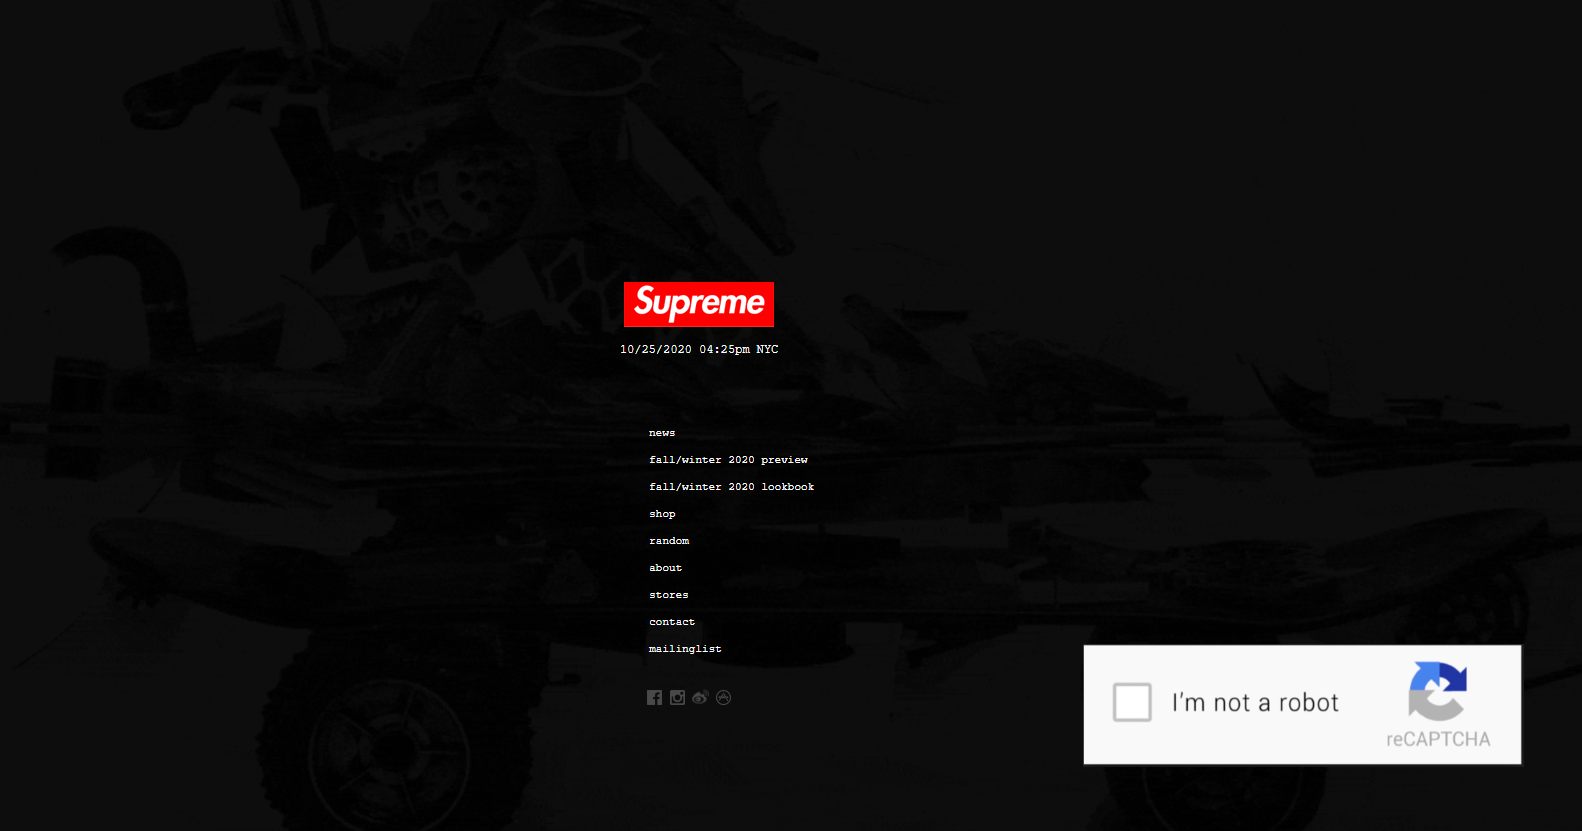 Supreme
10/25/2020 04:25pm NYC
news
fall/winter 2020 preview
fall/winter 2020 lookbook
shop
random
about
stores
contact
mailinglist
I'm not a robot
reCAPTCHA